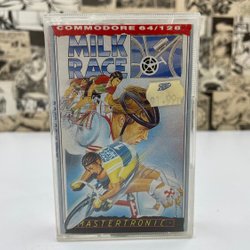 COMMODORE 64/128
MILK
RACE
MASTERTRONIC